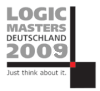 LOGIC
MASTERS
DEUTSCHLAND
2009
Just think about it.